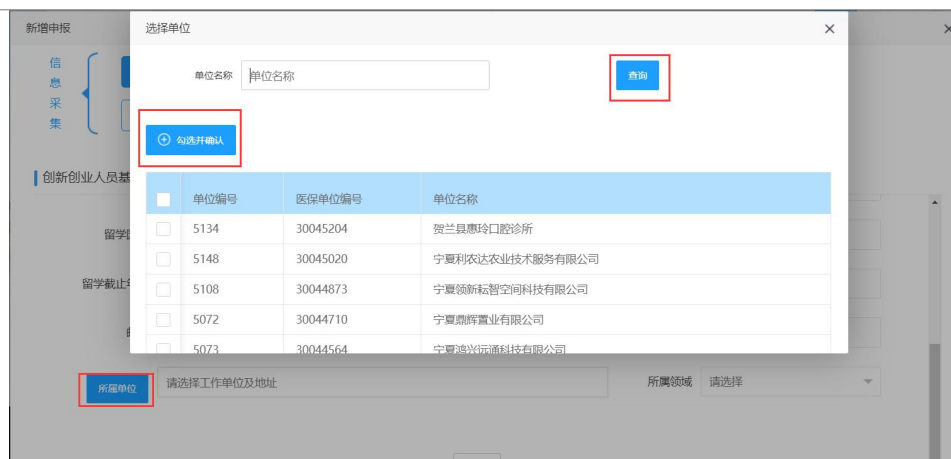 新增申报
选择单位
信息采集
单位名称 单位名称 查询
勾选并确认
创新创业人员基
单位编号 医保单位编号 单位名称
5134 30045204 贺兰县惠玲口腔诊所
留学
5148 30045020 宁夏利农达农业技术服务有限公司
留学截止
5108 30044873 宁夏领新耘智空间科技有限公司
5072 30044710 宁夏鼎辉置业有限公司
5073 30044564 宁夏鸿兴远通科技有限公司
所属单位 请选择工作单位及地址 所属领域 请选择